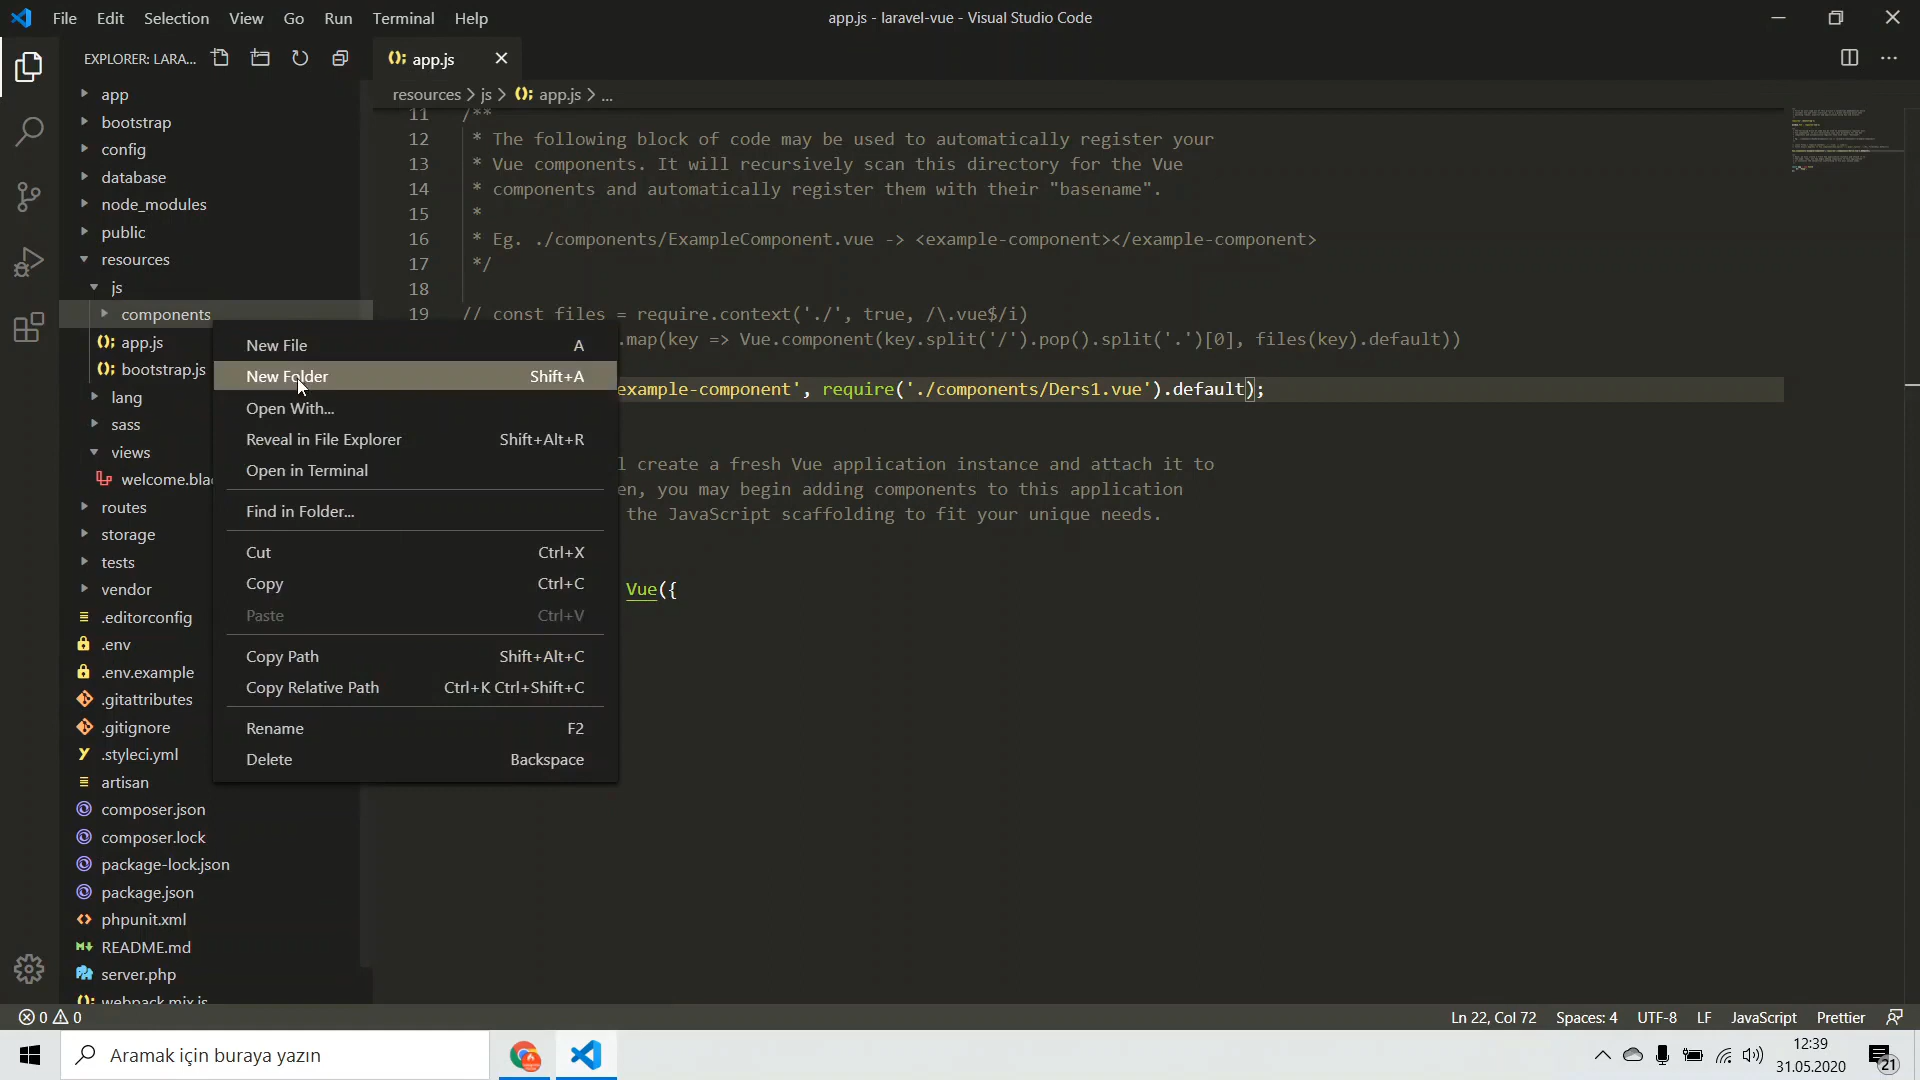 File Edit Selection View Go Run Terminal Help
app.js - laravel-vue - Visual Studio Code
EXPLORER: LARA...
app
bootstrap
config
database
node_modules
public
resources
js
components
app.js
bootstrap.js
lang
sass
views
welcome.blac
routes
storage
tests
vendor
.editorconfig
.env
.env.example
.gitattributes
.gitignore
.styleci.yml
artisan
composer.json
composer.lock
package-lock.json
package.json
phpunit.xml
README.md
server.php
webpack.mix.js
New File A
New Folder Shift+A
Open With...
Reveal in File Explorer Shift+Alt+R
Open in Terminal
Find in Folder...
Cut Ctrl+X
Copy Ctrl+C
Paste Ctrl+V
Copy Path Shift+Alt+C
Copy Relative Path Ctrl+K Ctrl+Shift+C
Rename F2
Delete Backspace
app.js
resources > js > app.js > ...
11 /**
12 * The following block of code may be used to automatically register your
13 * Vue components. It will recursively scan this directory for the Vue
14 * components and automatically register them with their "basename".
15 *
16 * Eg. ./components/ExampleComponent.vue -> <example-component></example-component>
17 */
18
19 // const files = require.context('./', true, /\.vue$/i)
.map(key => Vue.component(key.split('/').pop().split('.')[0], files(key).default))
example-component', require('./components/Ders1.vue').default);
l create a fresh Vue application instance and attach it to
en, you may begin adding components to this application
the JavaScript scaffolding to fit your unique needs.
Vue({
0 0
Ln 22, Col 72 Spaces: 4 UTF-8 LF JavaScript Prettier
Aramak için buraya yazın
12:39
31.05.2020
21